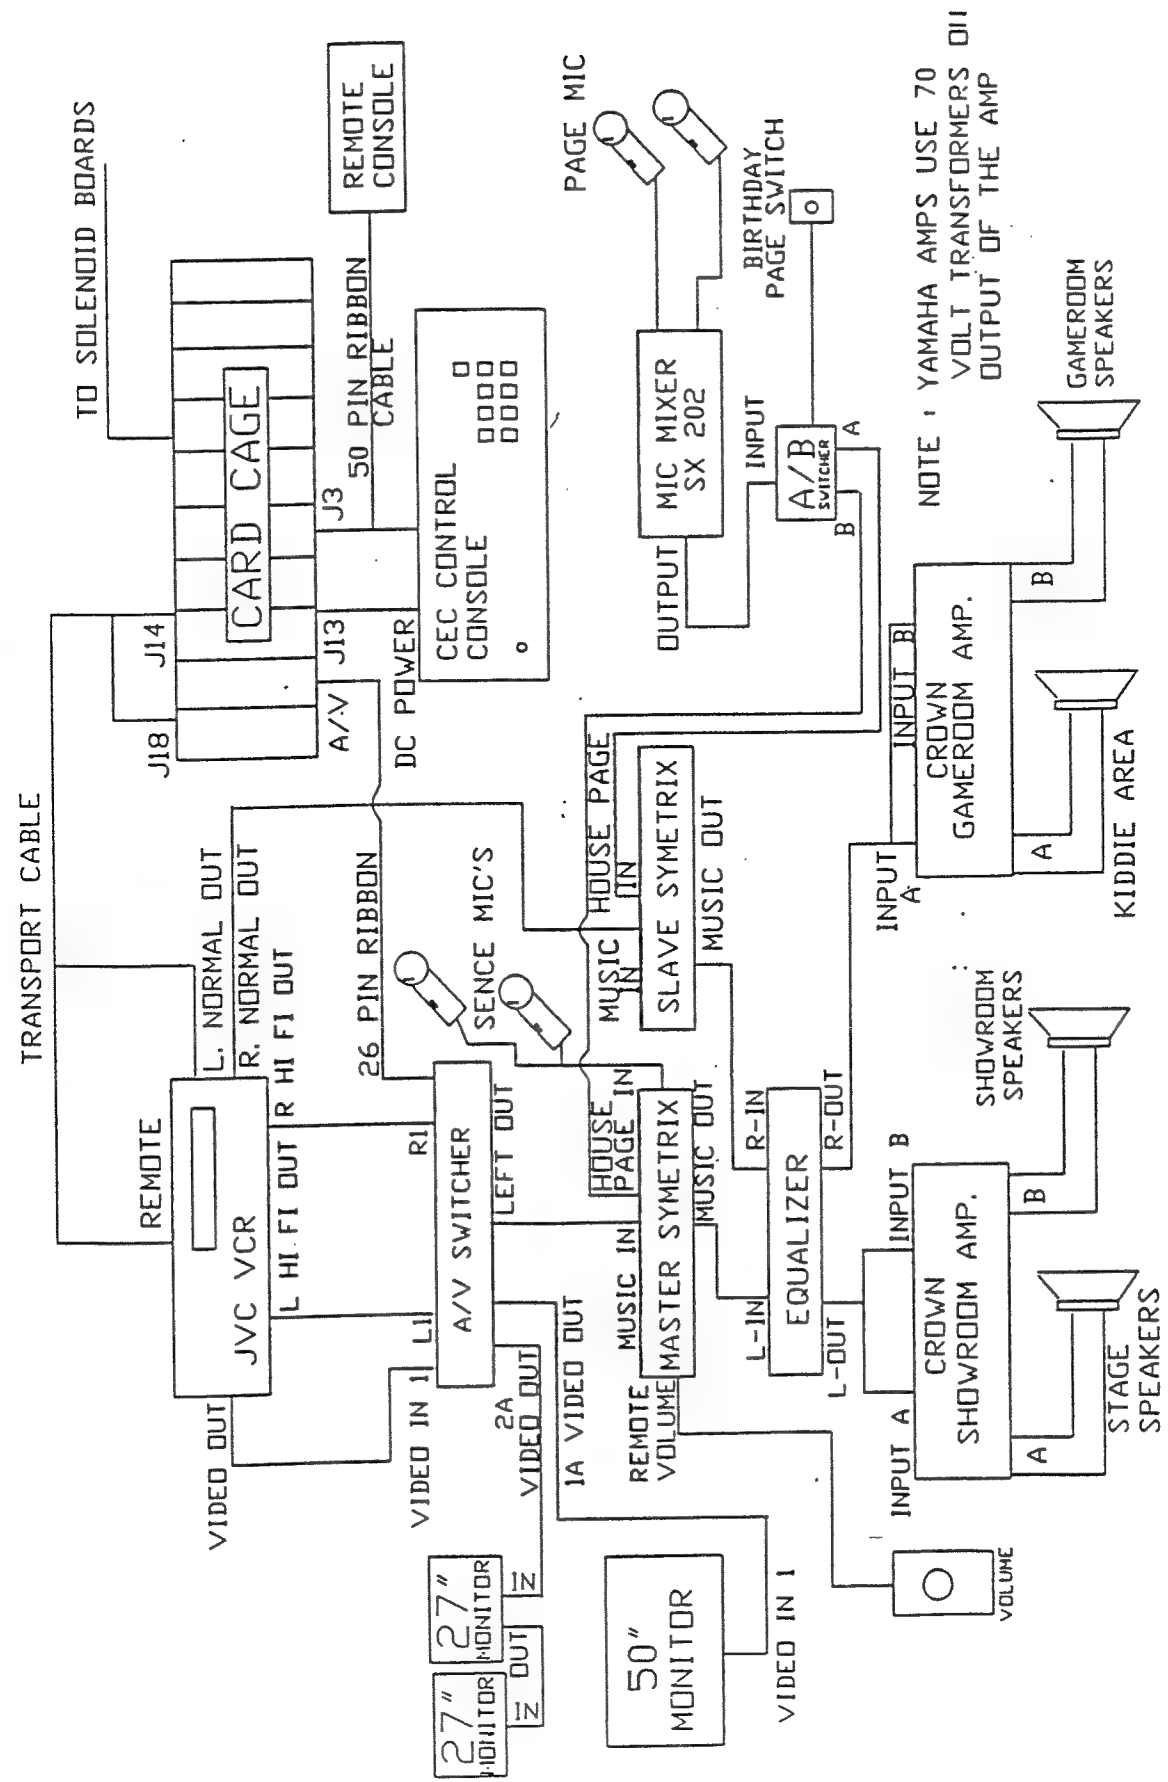 TRANSPORT CABLE
TO SOLENOID BOARDS
REMOTE
J18
J14
CARD CAGE
JVC VCR
L. NORMAL OUT
R. NORMAL OUT
VIDEO OUT
L HI FI OUT
R HI FI OUT
A/V
J13
J3
50 PIN RIBBON
CABLE
REMOTE
CONSOLE
26 PIN RIBBON
DC POWER
CEC CONTROL
CONSOLE
VIDEO IN 1
L1
R1
A/V SWITCHER
SENCE MIC'S
27"
MONITOR
27"
MONITOR
IN
OUT
IN
2A
VIDEO OUT
1A VIDEO OUT
LEFT OUT
PAGE MIC
HOUSE
PAGE IN
MUSIC
IN
HOUSE PAGE
IN
50"
MONITOR
VIDEO IN 1
REMOTE
VOLUME
MUSIC IN
MASTER SYMETRIX
MUSIC OUT
SLAVE SYMETRIX
MUSIC OUT
OUTPUT
MIC MIXER
SX 202
BIRTHDAY
PAGE SWITCH
INPUT
A/B
SWITCHER
B
A
L-IN
R-IN
EQUALIZER
L-OUT
R-OUT
INPUT A
INPUT B
INPUT
A
INPUT B
NOTE : YAMAHA AMPS USE 70
VOLT TRANSFORMERS ON
OUTPUT OF THE AMP
VOLUME
CROWN
SHOWROOM AMP.
A
B
SHOWROOM
SPEAKERS
STAGE
SPEAKERS
CROWN
GAMEROOM AMP.
A
B
KIDDIE AREA
GAMEROOM
SPEAKERS